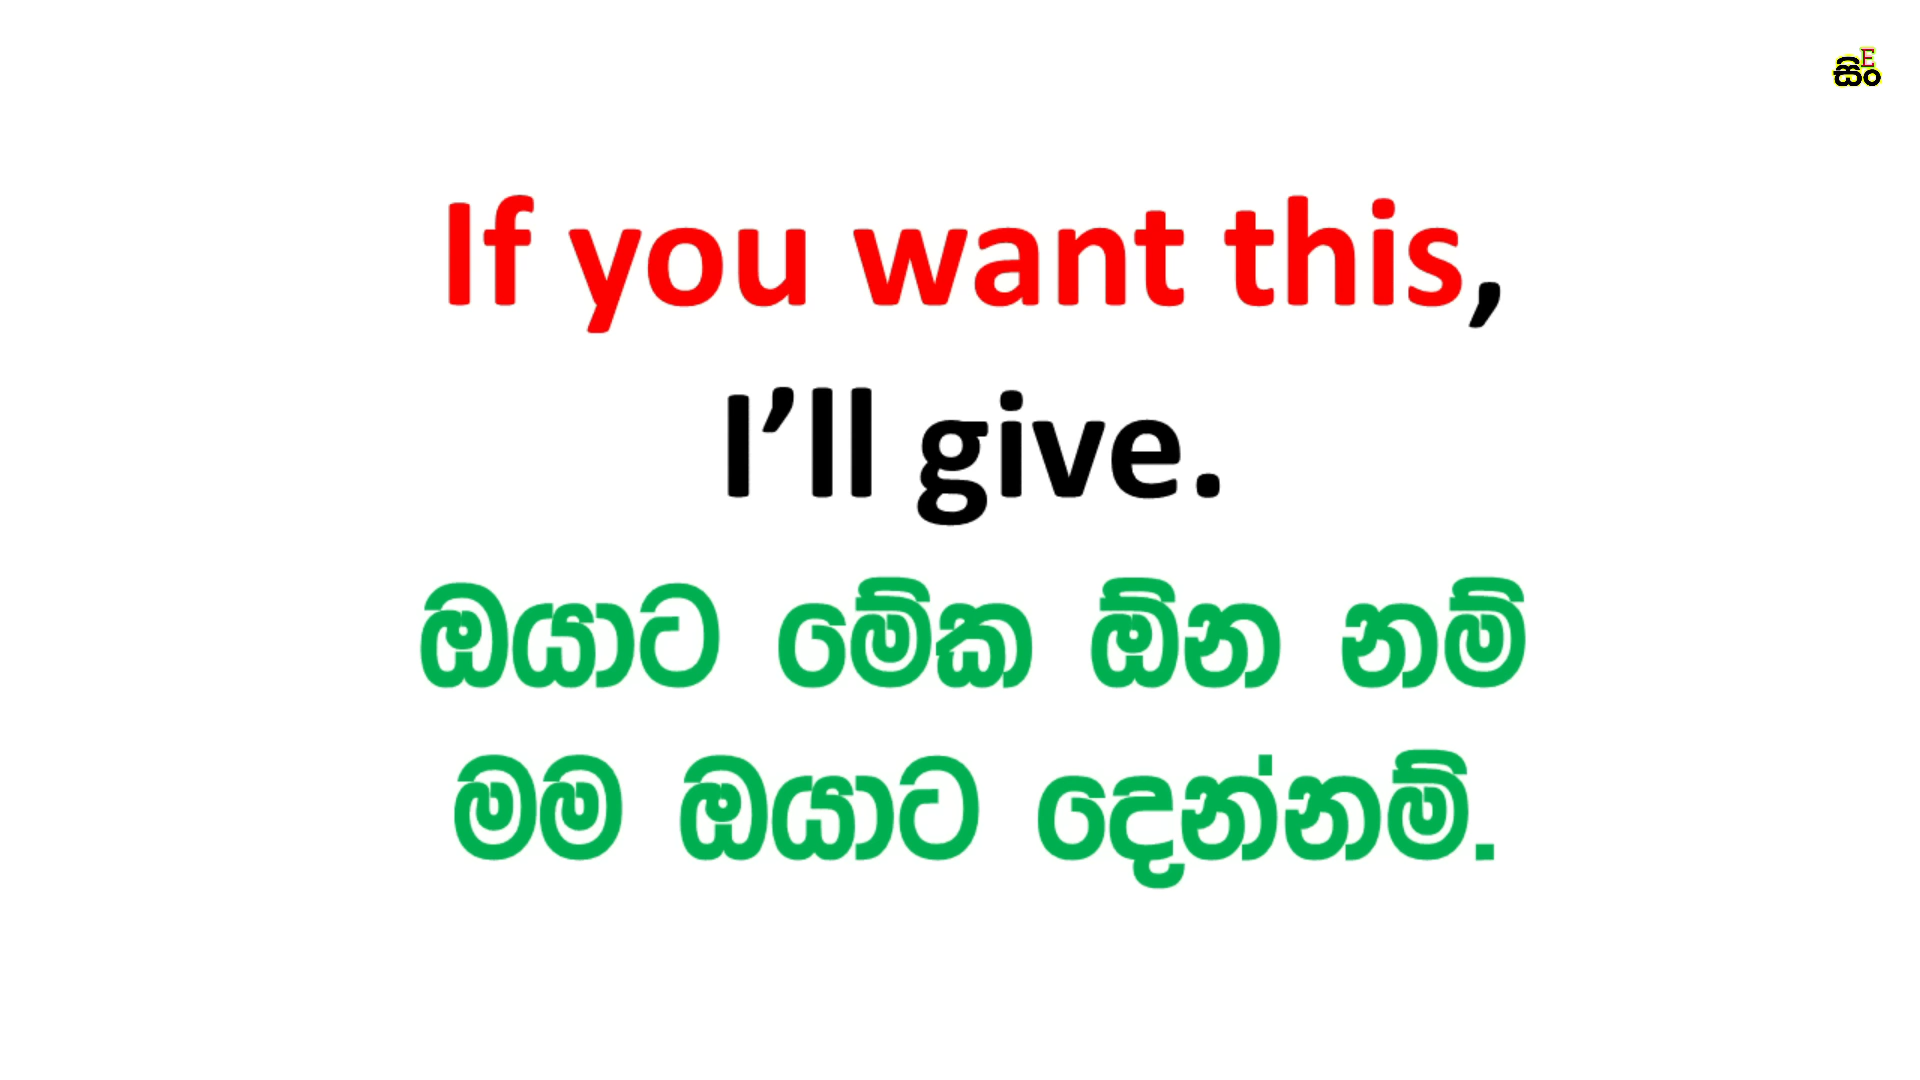 සිං
E
If you want this,
I’ll give.
ඔයාට මේක ඕන නම්
මම ඔයාට දෙන්නම්.